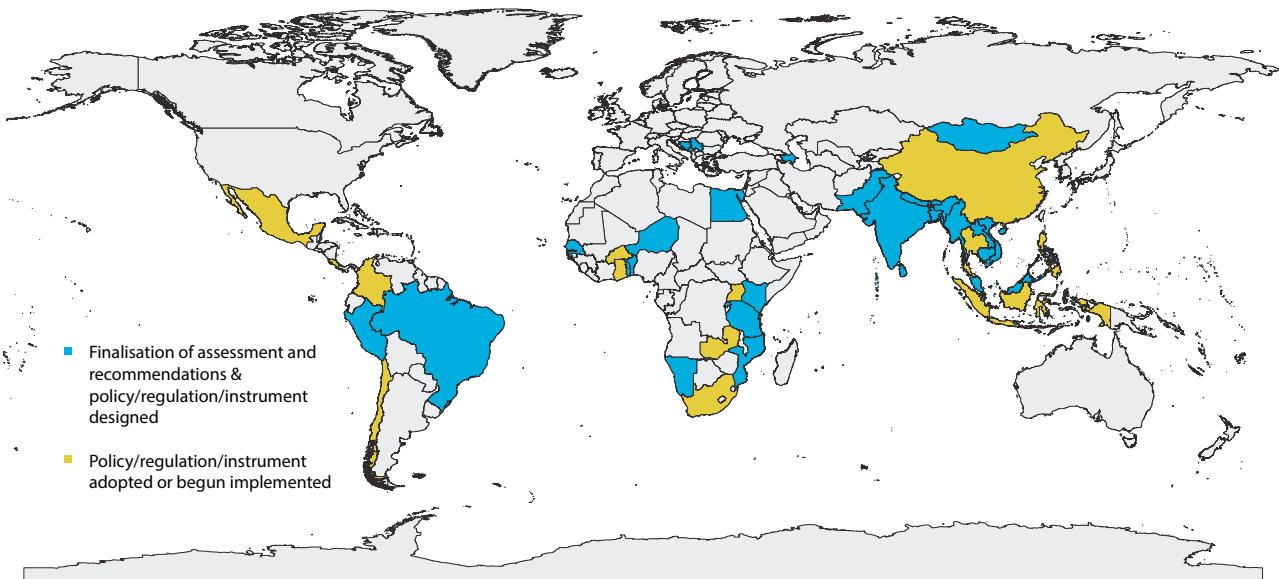 Finalisation of assessment and
recommendations &
policy/regulation/instrument
designed
Policy/regulation/instrument
adopted or begun implemented